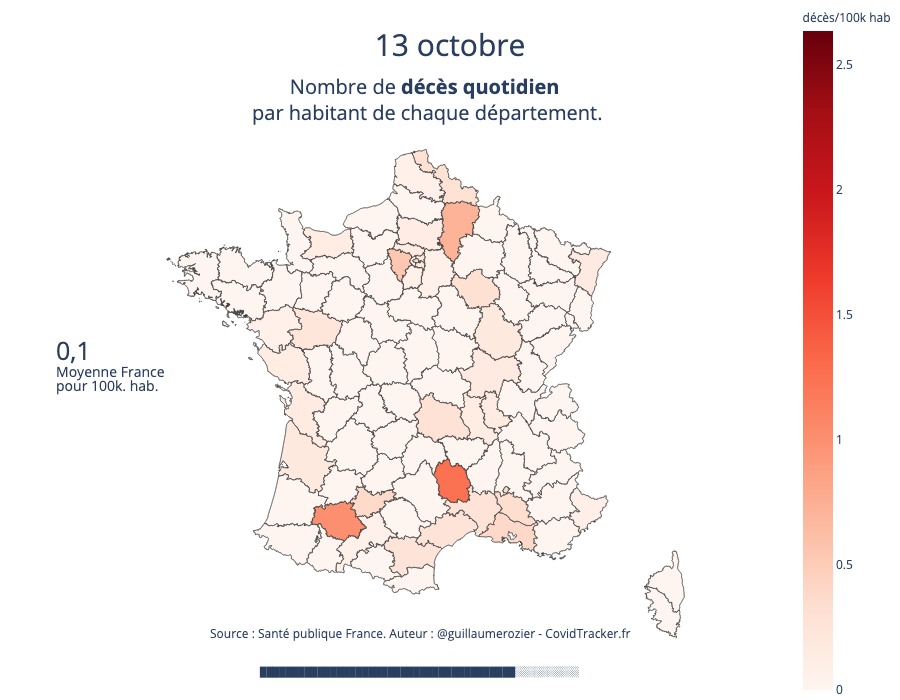 décès/100k hab
13 octobre
Nombre de décès quotidien
par habitant de chaque département.
2.5
2
1.5
1
0.5
0
0,1
Moyenne France
pour 100k. hab.
Source : Santé publique France. Auteur : @guillaumerozier - CovidTracker.fr